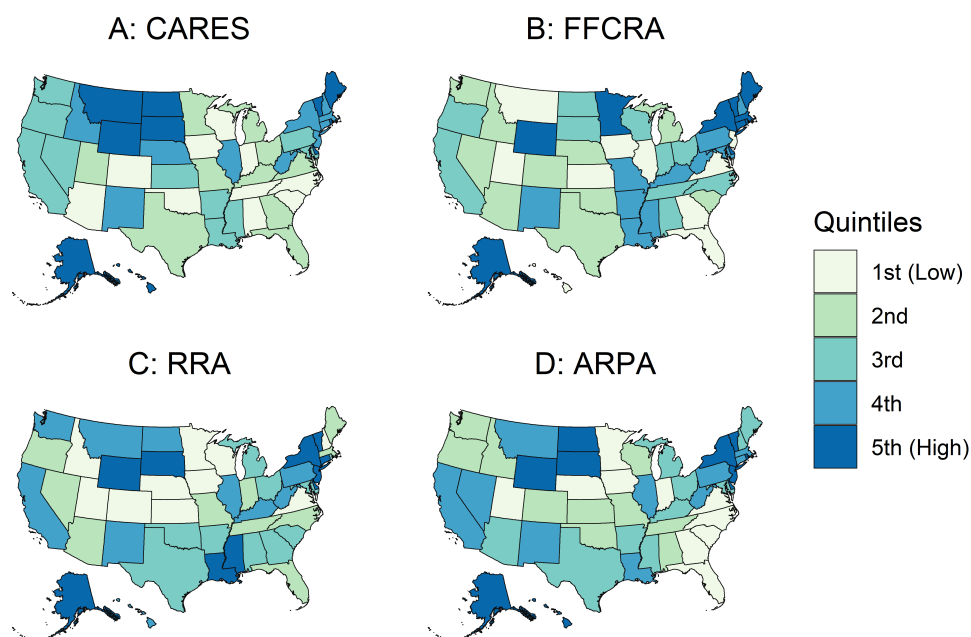 A: CARES
B: FFCRA
C: RRA
D: ARPA
Quintiles
1st (Low)
2nd
3rd
4th
5th (High)